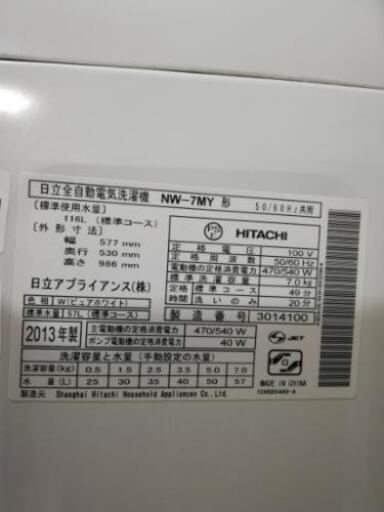 日立全自動電気洗濯機 NW-7MY 形 50/60Hz共用
[標準使用水量]
116L (標準コース)
[外形寸法]
幅 577 mm
奥行 530 mm
高さ 986 mm
日立アプライアンス(株)
色相 W(ピュアホワイト)
標準水量 57L (標準コース)
PS E HITACHI
定格電圧 100 V
定格周波数 50/60 Hz
電動機の定格消費電力 470/540 W
標準洗濯容量 7.0 kg
定格 標準コース 49分
時間 洗いのみ 20分
製造番号 3014100
2013年製
主電動機の定格消費電力 470/540 W
ポンプ電動機の定格消費電力 40 W
洗濯容量と水量 (手動設定の水量)
洗濯容量(kg) 0.5 1.5 2.5 3.5 5.0 7.0
水量 (L) 25 30 35 40 50 57
JET
MADE IN CHINA
製造元 Shanghai Hitachi Household Appliances Co., Ltd.